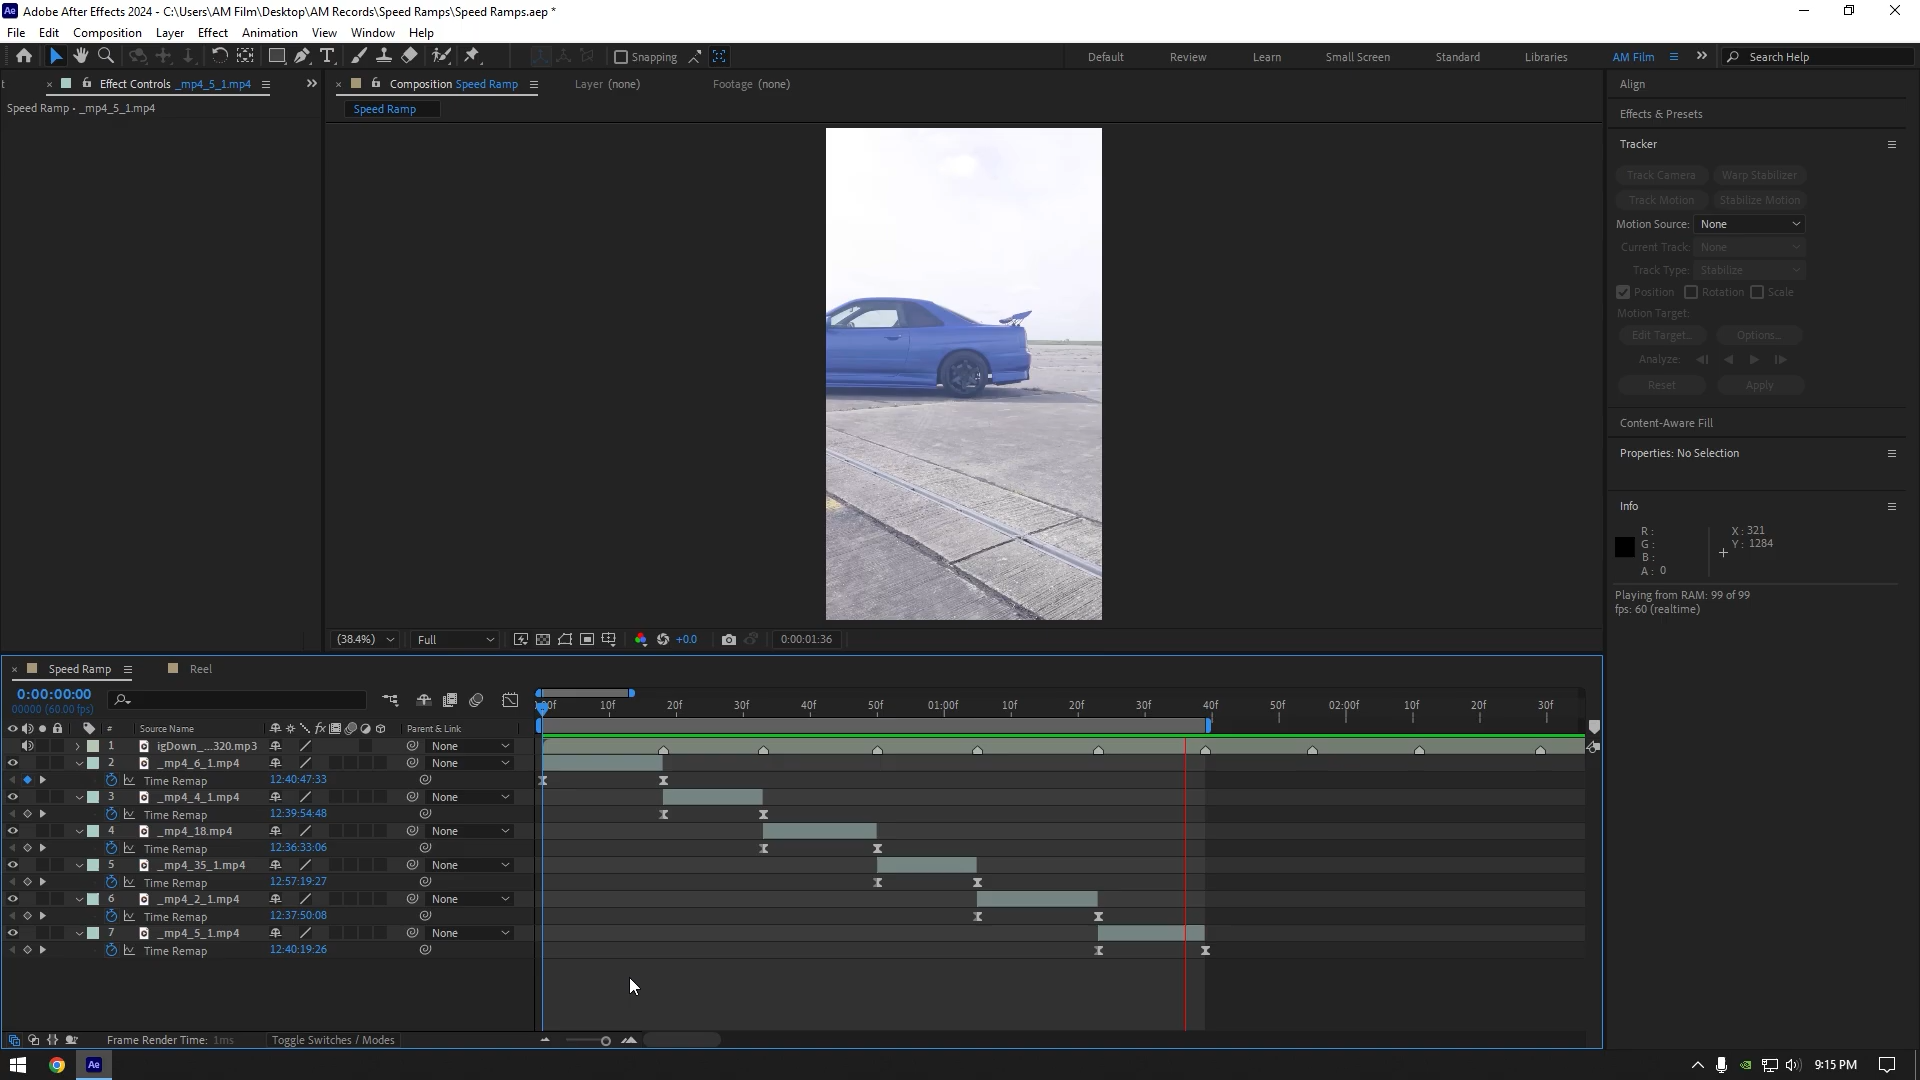 Adobe After Effects 2024 - C:\Users\AM Film\Desktop\AM Records\Speed Ramps\Speed Ramps.aep *
File Edit Composition Layer Effect Animation View Window Help
Snapping
Default Review Learn Small Screen Standard Libraries AM Film Search Help
Effect Controls _mp4_5_1.mp4
Composition Speed Ramp
Layer (none)
Footage (none)
Speed Ramp • _mp4_5_1.mp4
Speed Ramp
Align
Effects & Presets
Tracker
Track Camera Warp Stabilizer
Track Motion Stabilize Motion
Motion Source: None
Current Track: None
Track Type: Stabilize
Position Rotation Scale
Motion Target:
Edit Target... Options...
Analyze:
Reset Apply
Content-Aware Fill
Properties: No Selection
Info
R :
G :
B :
A : 0
X : 321
Y : 1284
Playing from RAM: 99 of 99
fps: 60 (realtime)
(38.4%) Full +0.0 0:00:01:36
Speed Ramp
Reel
0:00:00:00
00000 (60.00 fps)
:00f 10f 20f 30f 40f 50f 01:00f 10f 20f 30f 40f 50f 02:00f 10f 20f 30f
# Source Name fx Parent & Link
1 igDown_...320.mp3 None
2 _mp4_6_1.mp4 None
Time Remap 12:40:47:33
3 _mp4_4_1.mp4 None
Time Remap 12:39:54:48
4 _mp4_18.mp4 None
Time Remap 12:36:33:06
5 _mp4_35_1.mp4 None
Time Remap 12:57:19:27
6 _mp4_2_1.mp4 None
Time Remap 12:37:50:08
7 _mp4_5_1.mp4 None
Time Remap 12:40:19:26
Frame Render Time: 1ms Toggle Switches / Modes
9:15 PM